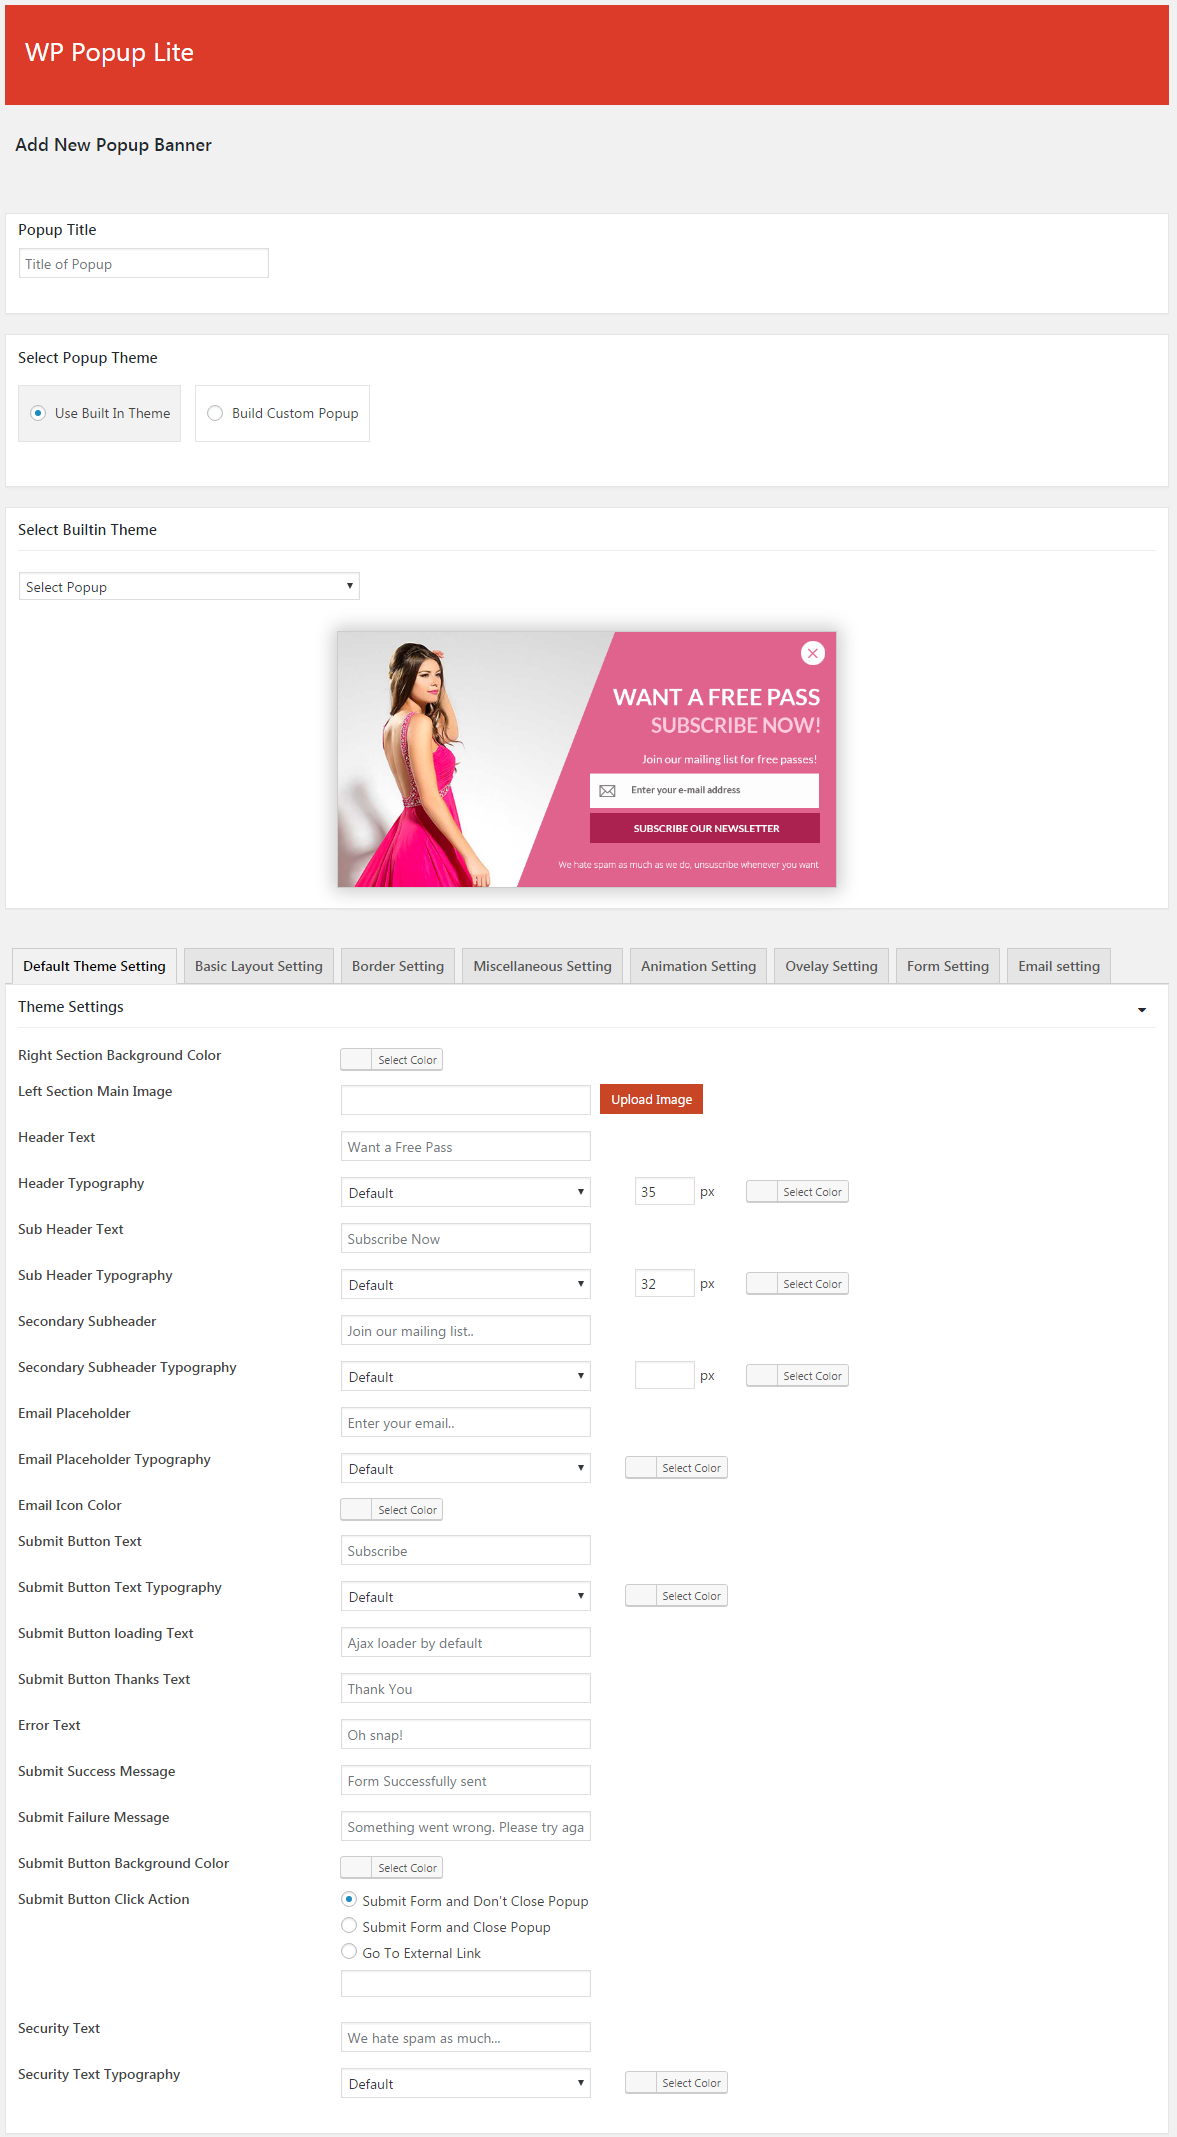 WP Popup Lite
Add New Popup Banner
Popup Title
Title of Popup
Select Popup Theme
Use Built In Theme Build Custom Popup
Select Builtin Theme
Select Popup
WANT A FREE PASS
SUBSCRIBE NOW!
Join our mailing list for free passes!
Enter your e-mail address
SUBSCRIBE OUR NEWSLETTER
We hate spam as much as we do, unsuscribe whenever you want
Default Theme Setting Basic Layout Setting Border Setting Miscellaneous Setting Animation Setting Ovelay Setting Form Setting Email setting
Theme Settings
Right Section Background Color Select Color
Left Section Main Image Upload Image
Header Text Want a Free Pass
Header Typography Default 35 px Select Color
Sub Header Text Subscribe Now
Sub Header Typography Default 32 px Select Color
Secondary Subheader Join our mailing list..
Secondary Subheader Typography Default px Select Color
Email Placeholder Enter your email..
Email Placeholder Typography Default Select Color
Email Icon Color Select Color
Submit Button Text Subscribe
Submit Button Text Typography Default Select Color
Submit Button loading Text Ajax loader by default
Submit Button Thanks Text Thank You
Error Text Oh snap!
Submit Success Message Form Successfully sent
Submit Failure Message Something went wrong. Please try aga
Submit Button Background Color Select Color
Submit Button Click Action Submit Form and Don't Close Popup
Submit Form and Close Popup
Go To External Link
Security Text We hate spam as much...
Security Text Typography Default Select Color